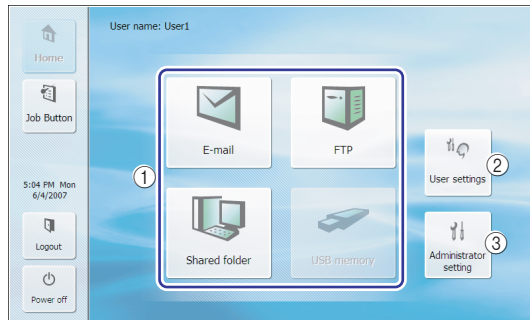 User name: User1
Home
Job Button
5:04 PM Mon
6/4/2007
Logout
Power off
1
E-mail
FTP
Shared folder
USB memory
User settings
2
Administrator
setting
3